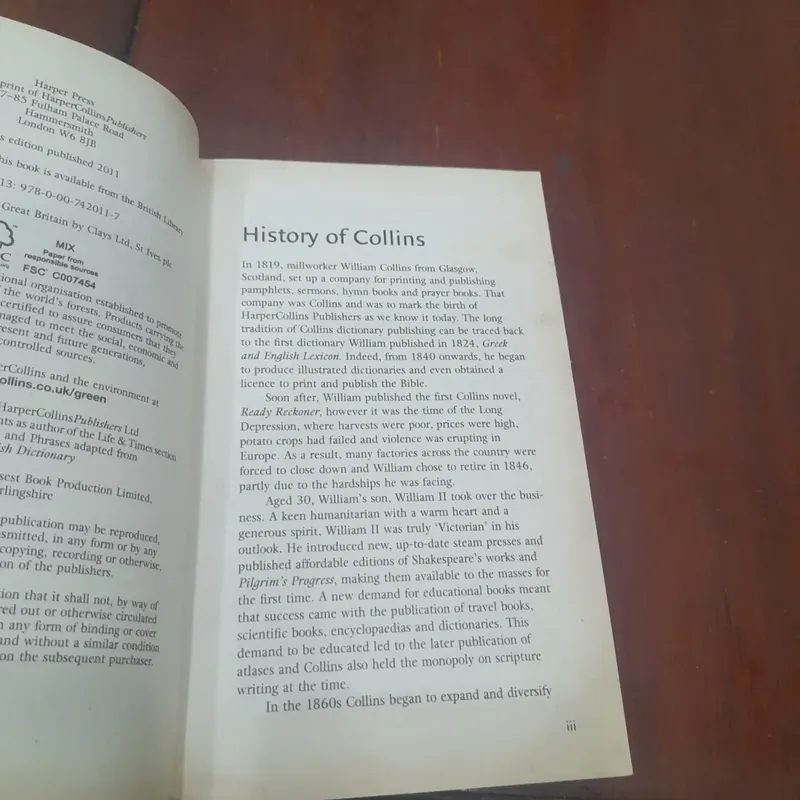 Harper Press
print of HarperCollinsPublishers
7–85 Fulham Palace Road
Hammersmith
London W6 8JB
edition published 2011
his book is available from the British Library
13: 978-0-00-742011-7
Great Britain by Clays Ltd, St Ives plc
MIX
Paper from
responsible sources
FSC C007454
ional organisation established to promote
the world's forests. Products carrying the
certified to assure consumers that they
naged to meet the social, economic and
resent and future generations,
controlled sources.
erCollins and the environment at
ollins.co.uk/green
HarperCollinsPublishers Ltd
nts as author of the Life & Times section
and Phrases adapted from
sh Dictionary
sest Book Production Limited,
rlingshire
publication may be reproduced,
nsmitted, in any form or by any
copying, recording or otherwise,
on of the publishers.
tion that it shall not, by way of
red out or otherwise circulated
n any form of binding or cover
and without a similar condition
on the subsequent purchaser.
History of Collins
In 1819, millworker William Collins from Glasgow,
Scotland, set up a company for printing and publishing
pamphlets, sermons, hymn books and prayer books. That
company was Collins and was to mark the birth of
HarperCollins Publishers as we know it today. The long
tradition of Collins dictionary publishing can be traced back
to the first dictionary William published in 1824, Greek
and English Lexicon. Indeed, from 1840 onwards, he began
to produce illustrated dictionaries and even obtained a
licence to print and publish the Bible.
Soon after, William published the first Collins novel,
Ready Reckoner, however it was the time of the Long
Depression, where harvests were poor, prices were high,
potato crops had failed and violence was erupting in
Europe. As a result, many factories across the country were
forced to close down and William chose to retire in 1846,
partly due to the hardships he was facing.
Aged 30, William's son, William II took over the busi-
ness. A keen humanitarian with a warm heart and a
generous spirit, William II was truly 'Victorian' in his
outlook. He introduced new, up-to-date steam presses and
published affordable editions of Shakespeare's works and
Pilgrim's Progress, making them available to the masses for
the first time. A new demand for educational books meant
that success came with the publication of travel books,
scientific books, encyclopaedias and dictionaries. This
demand to be educated led to the later publication of
atlases and Collins also held the monopoly on scripture
writing at the time.
In the 1860s Collins began to expand and diversify
iii